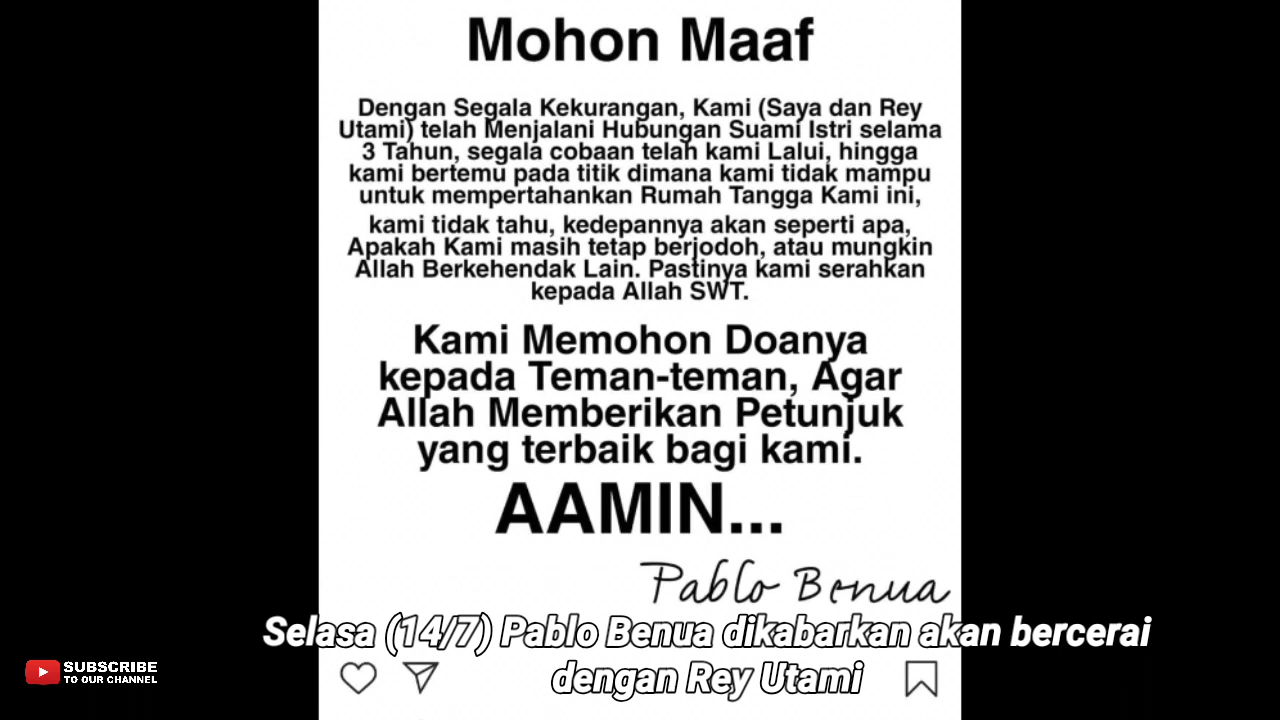 Mohon Maaf
Dengan Segala Kekurangan, Kami (Saya dan Rey
Utami) telah Menjalani Hubungan Suami Istri selama
3 Tahun, segala cobaan telah kami Lalui, hingga
kami bertemu pada titik dimana kami tidak mampu
untuk mempertahankan Rumah Tangga Kami ini,
kami tidak tahu, kedepannya akan seperti apa,
Apakah Kami masih tetap berjodoh, atau mungkin
Allah Berkehendak Lain. Pastinya kami serahkan
kepada Allah SWT.
Kami Memohon Doanya
kepada Teman-teman, Agar
Allah Memberikan Petunjuk
yang terbaik bagi kami.
AAMIN...
Pablo Benua
Selasa (14/7) Pablo Benua dikabarkan akan bercerai
dengan Rey Utami
SUBSCRIBE
TO OUR CHANNEL